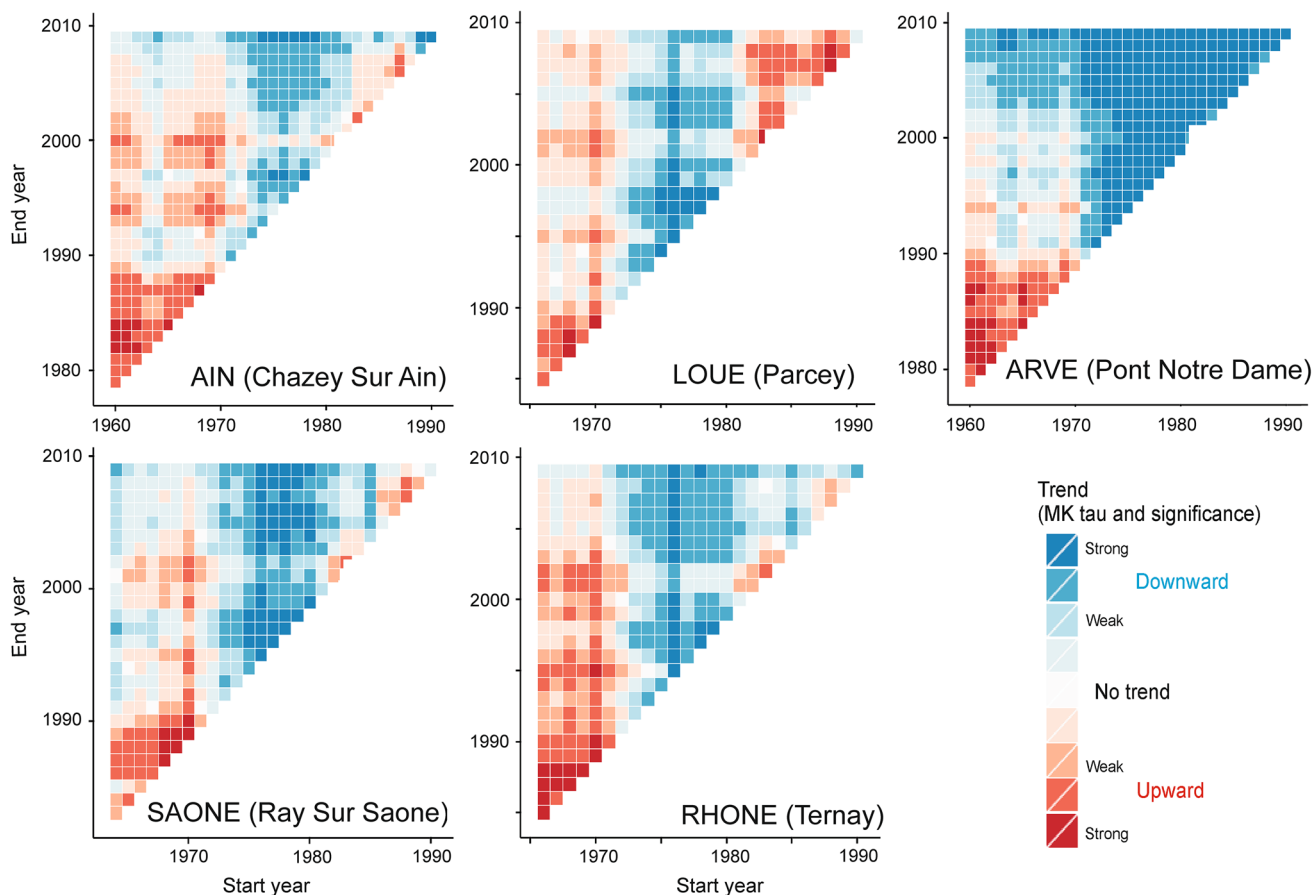 2010
2000
1990
1980
End year
1960
1970
1980
1990
AIN (Chazey Sur Ain)
2010
2000
1990
1970
1980
1990
LOUE (Parcey)
2010
2000
1990
1980
1960
1970
1980
1990
ARVE (Pont Notre Dame)
2010
2000
1990
End year
1970
1980
1990
Start year
SAONE (Ray Sur Saone)
2010
2000
1990
1970
1980
1990
Start year
RHONE (Ternay)
Trend
(MK tau and significance)
Strong
Downward
Weak
No trend
Weak
Upward
Strong